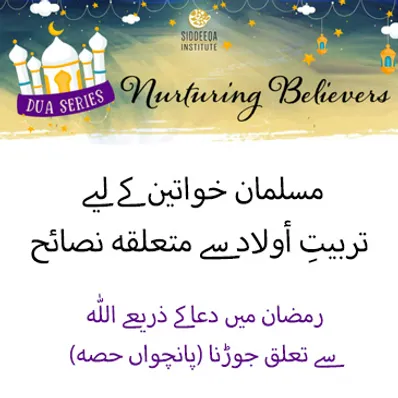 SIDDEEQA
INSTITUTE
DUA SERIES
Nurturing Believers
مسلمان خواتین کے لیے
تربیتِ أولاد سے متعلقہ نصائح
رمضان میں دعا کے ذریعے اللہ
سے تعلق جوڑنا (پانچواں حصہ)